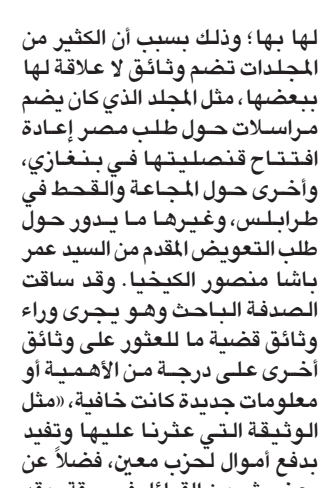 لها بها؛ وذلك بسبب أن الكثير من
المجلدات تضم وثائق لا علاقة لها
ببعضها، مثل المجلد الذي كان يضم
مراسلات حول طلب مصر إعادة
افتتاح قنصليتها في بنغازي،
وأخرى حول المجاعة والقحط في
طرابلس، وغيرها ما يدور حول
طلب التعويض المقدم من السيد عمر
باشا منصور الكيخيا. وقد ساقت
الصدفة الباحث وهو يجرى وراء
وثائق قضية ما للعثور على وثائق
أخرى على درجة من الأهمية أو
معلومات جديدة كانت خافية، «مثل
الوثيقة التي عثرنا عليها وتفيد
بدفع أموال لحزب معين، فضلاً عن